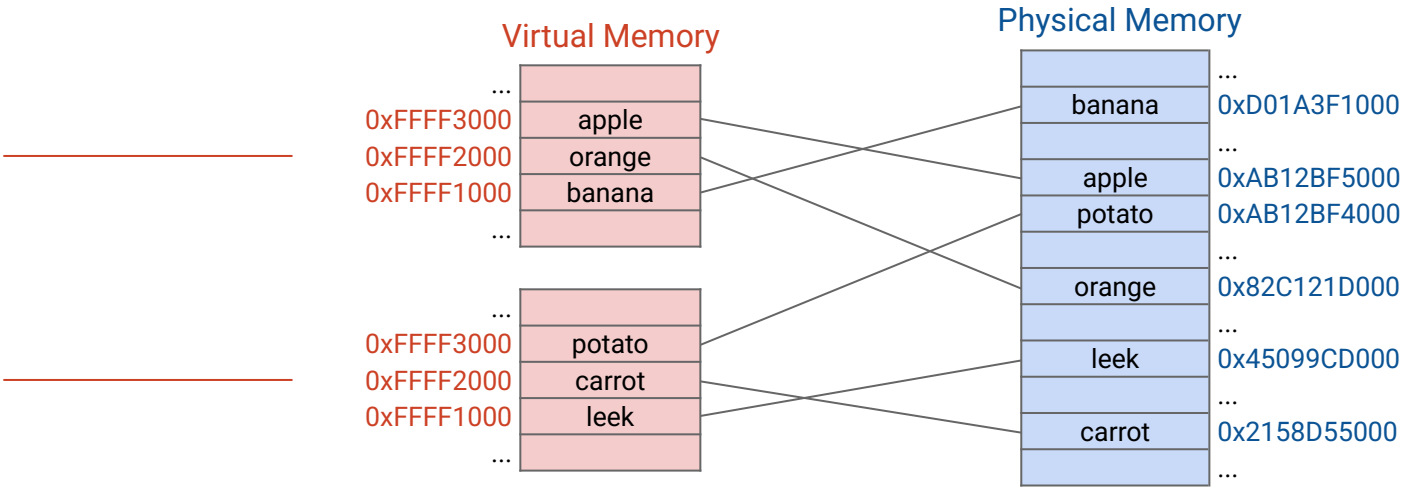 Virtual Memory
...
0xFFFF3000 apple
0xFFFF2000 orange
0xFFFF1000 banana
...
...
0xFFFF3000 potato
0xFFFF2000 carrot
0xFFFF1000 leek
...
Physical Memory
...
banana 0xD01A3F1000
...
apple 0xAB12BF5000
potato 0xAB12BF4000
...
orange 0x82C121D000
...
leek 0x45099CD000
...
carrot 0x2158D55000
...